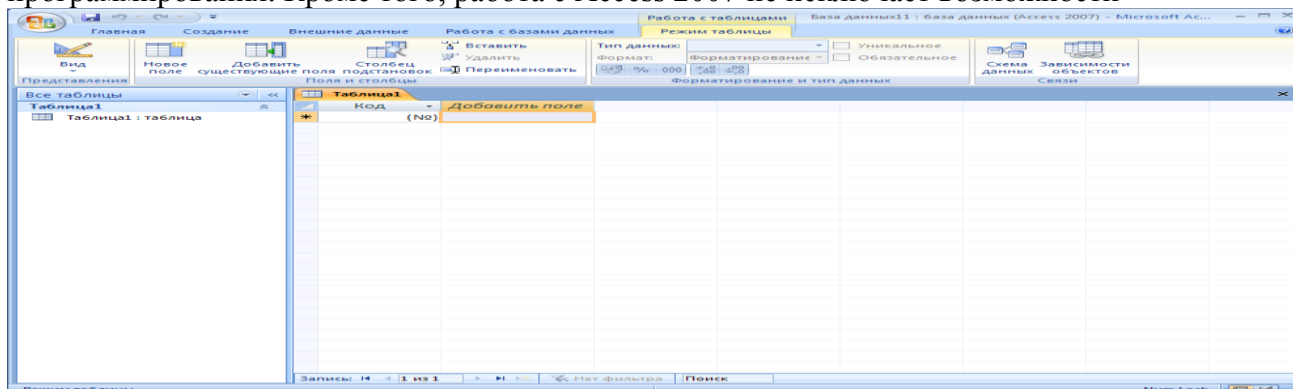 программирования. Кроме того, работа с Access 2007 не исключает возможности
Работа с таблицами База данных11 : база данных (Access 2007) - Microsoft Ac...
Главная Создание Внешние данные Работа с базами данных Режим таблицы
Вид
Представления
Новое поле
Добавить существующие поля
Столбец подстановок
Вставить
Удалить
Переименовать
Поля и столбцы
Тип данных:
Уникальное
Формат: Форматирование
Обязательное
% 000
Форматирование и тип данных
Схема данных
Зависимости объектов
Связи
Все таблицы
Таблица1
Таблица1 : таблица
Таблица1
Код Добавить поле
* (№)
Запись: 1 из 1 Нет фильтра Поиск
Режим таблицы Num Lock